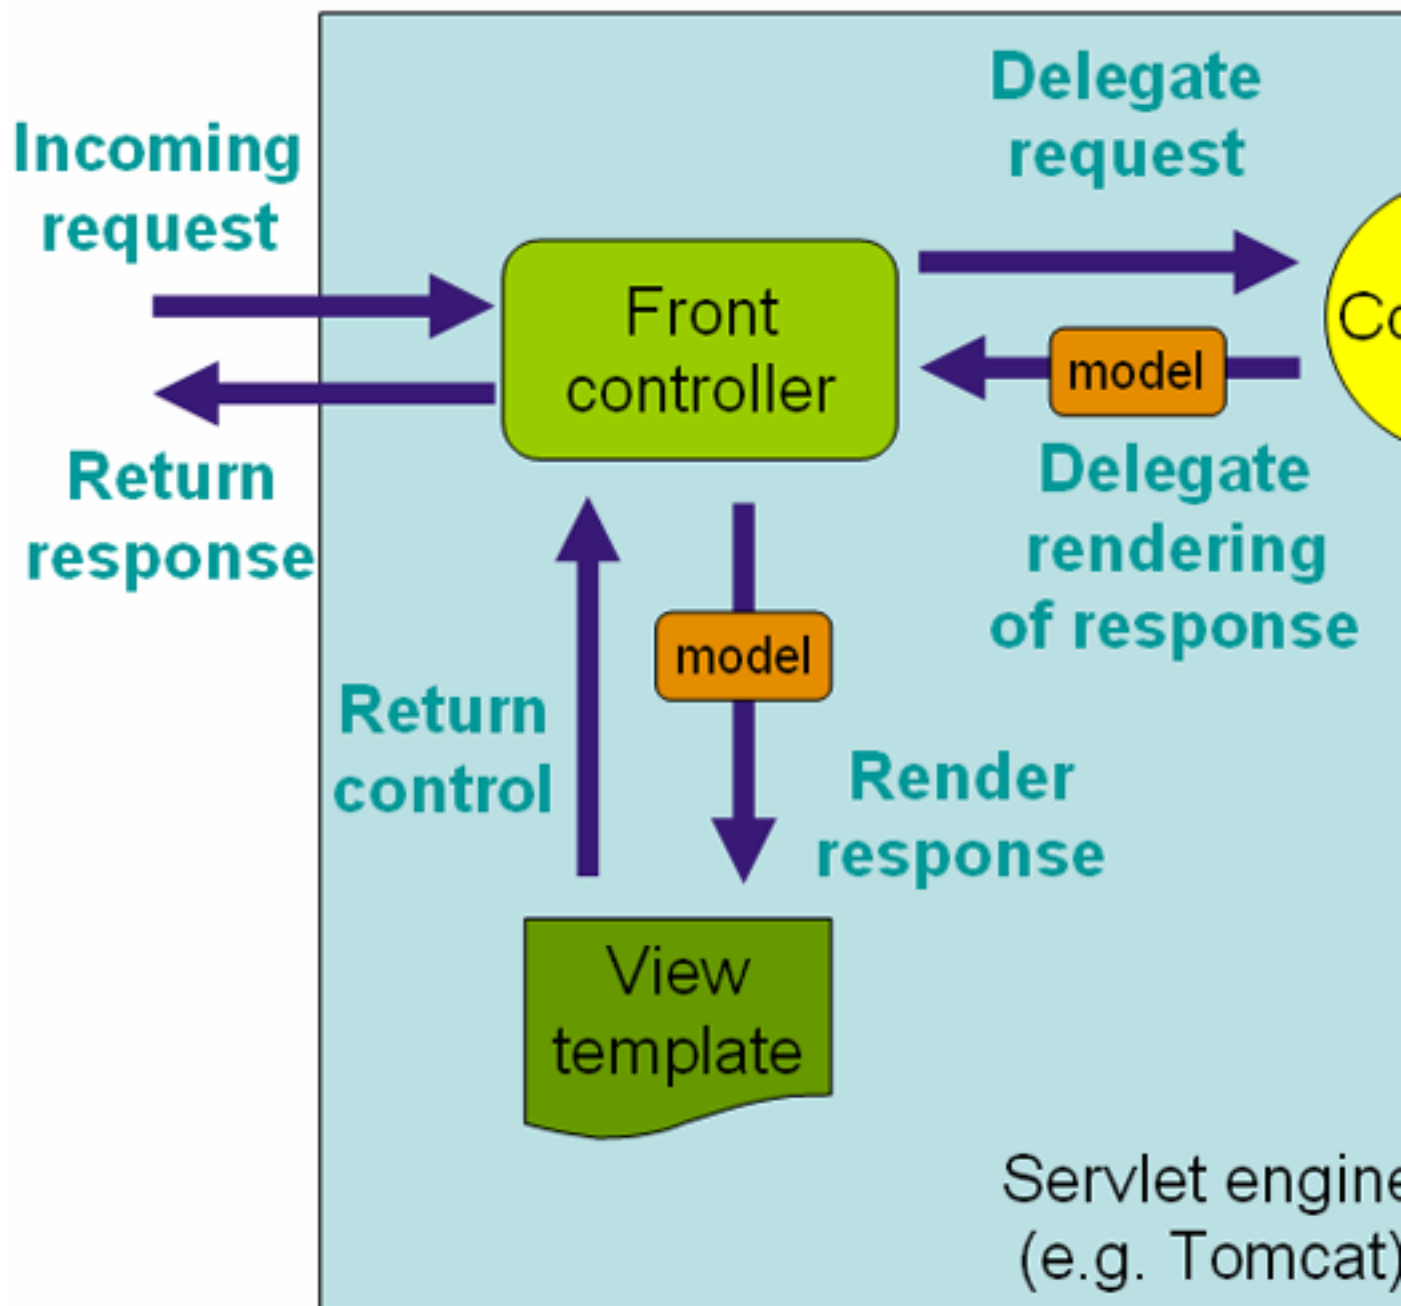 Delegate
request
Incoming
request
Front
controller
model
Return
response
Delegate
rendering
of response
model
Return
control
Render
response
View
template
Servlet engine
(e.g. Tomcat)